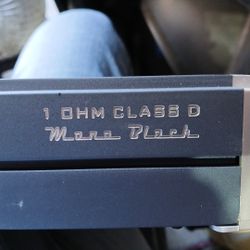 1 OHM CLASS D
Mono Block